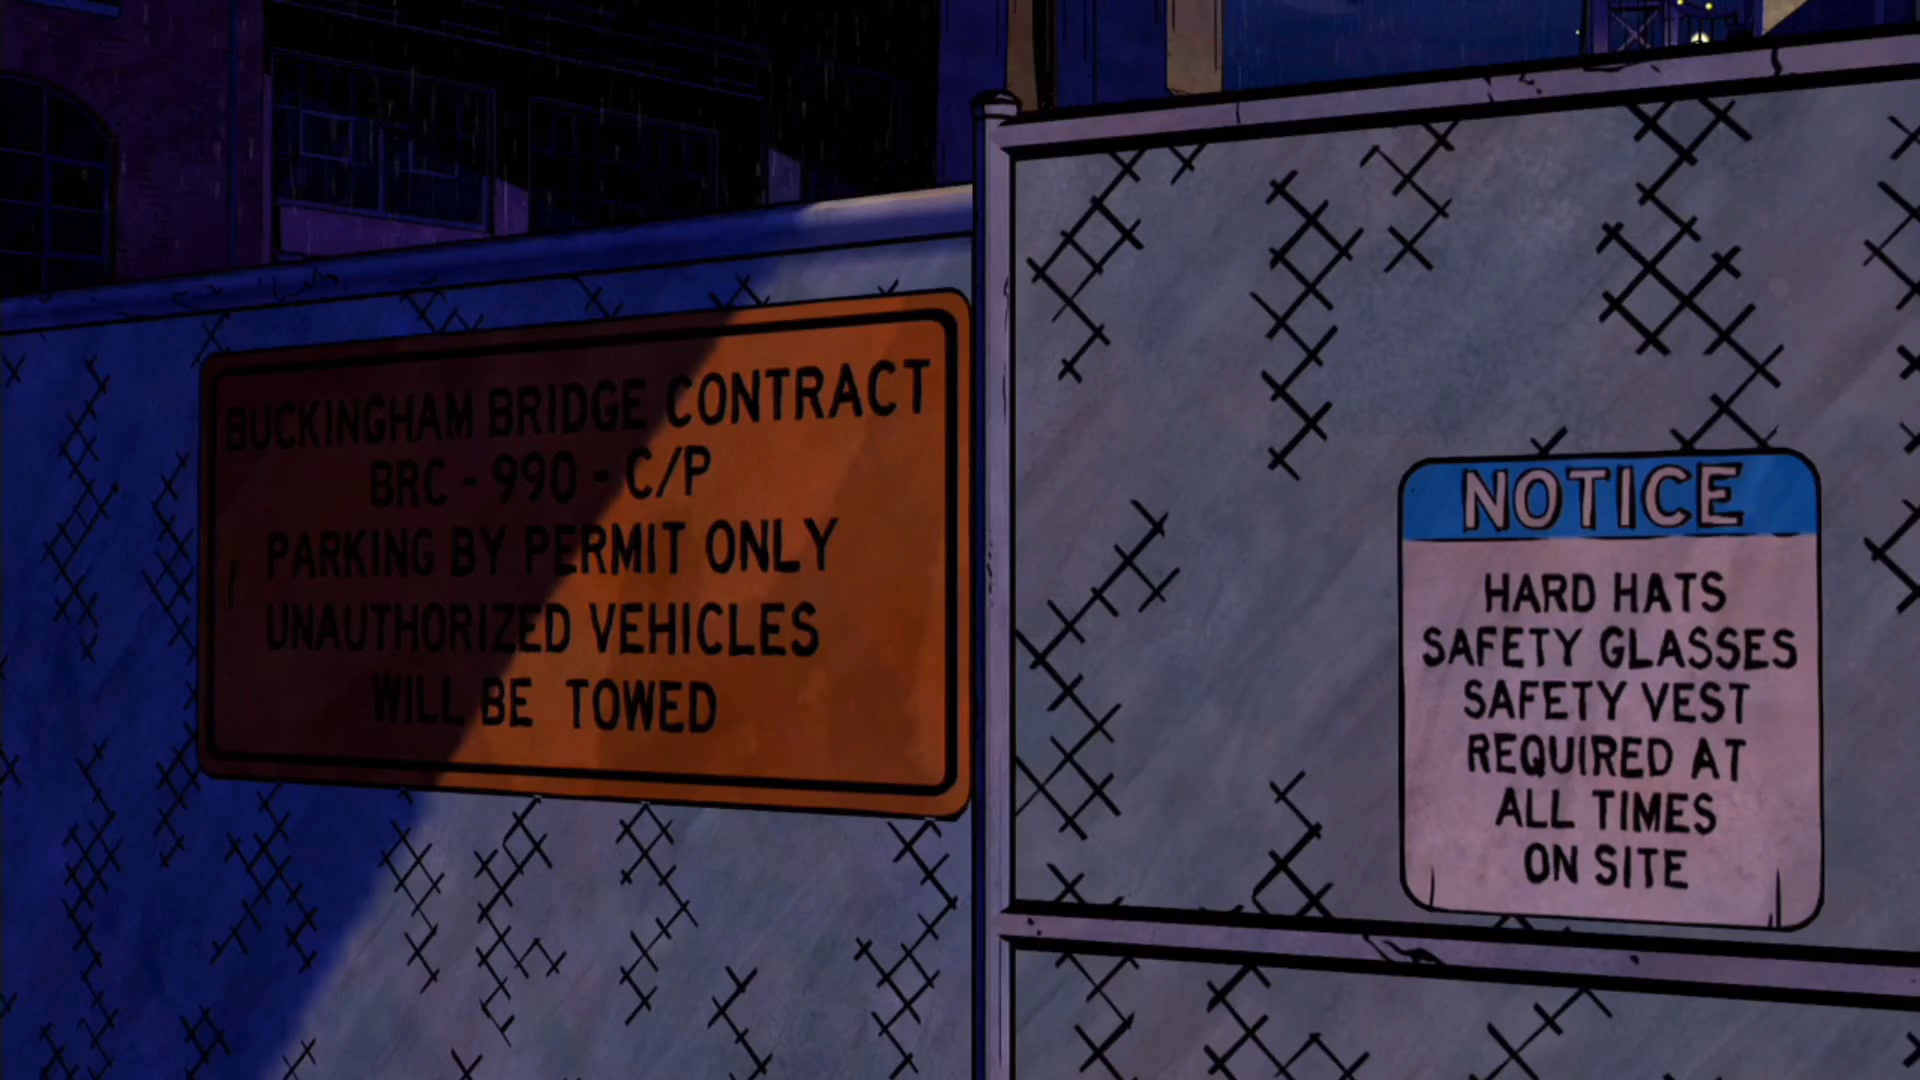 BUCKINGHAM BRIDGE CONTRACT
BRC - 990 - C/P
PARKING BY PERMIT ONLY
UNAUTHORIZED VEHICLES
WILL BE TOWED
NOTICE
HARD HATS
SAFETY GLASSES
SAFETY VEST
REQUIRED AT
ALL TIMES
ON SITE